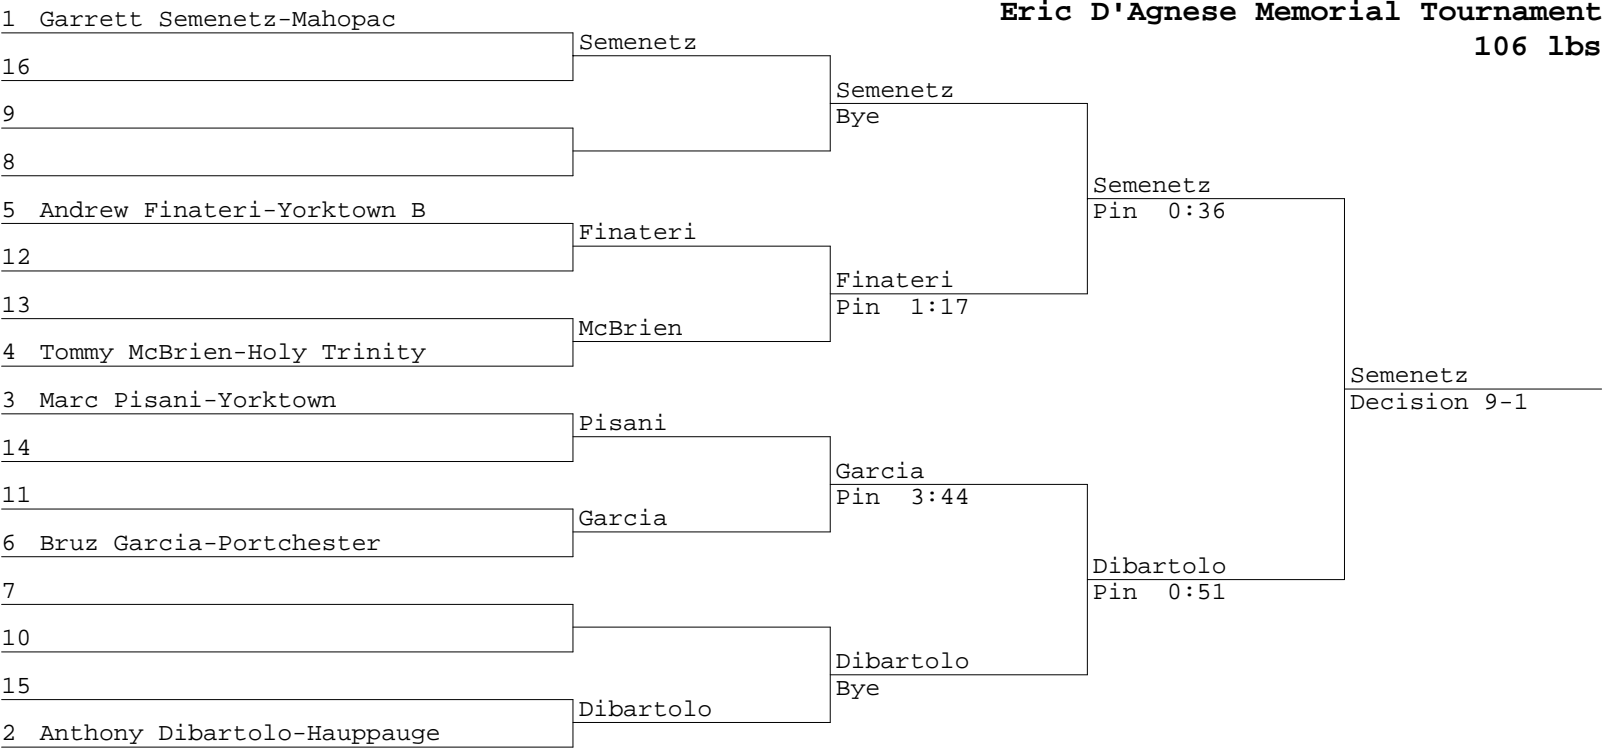 Eric D'Agnese Memorial Tournament
106 lbs
1 Garrett Semenetz-Mahopac
16
9
8
5 Andrew Finateri-Yorktown B
12
13
4 Tommy McBrien-Holy Trinity
3 Marc Pisani-Yorktown
14
11
6 Bruz Garcia-Portchester
7
10
15
2 Anthony Dibartolo-Hauppauge
Semenetz
Finateri
McBrien
Pisani
Garcia
Dibartolo
Semenetz
Bye
Finateri
Pin 1:17
Garcia
Pin 3:44
Dibartolo
Bye
Semenetz
Pin 0:36
Dibartolo
Pin 0:51
Semenetz
Decision 9-1